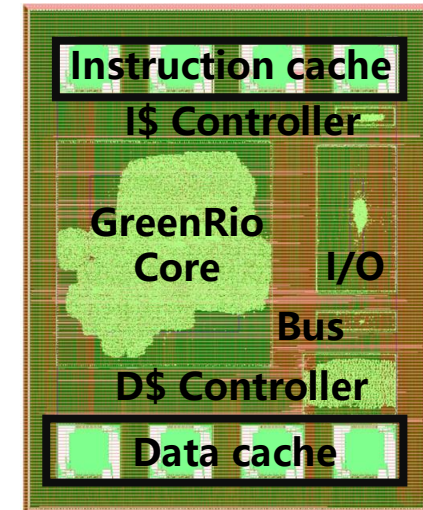 Instruction cache
I$ Controller
GreenRio
Core
I/O
Bus
D$ Controller
Data cache